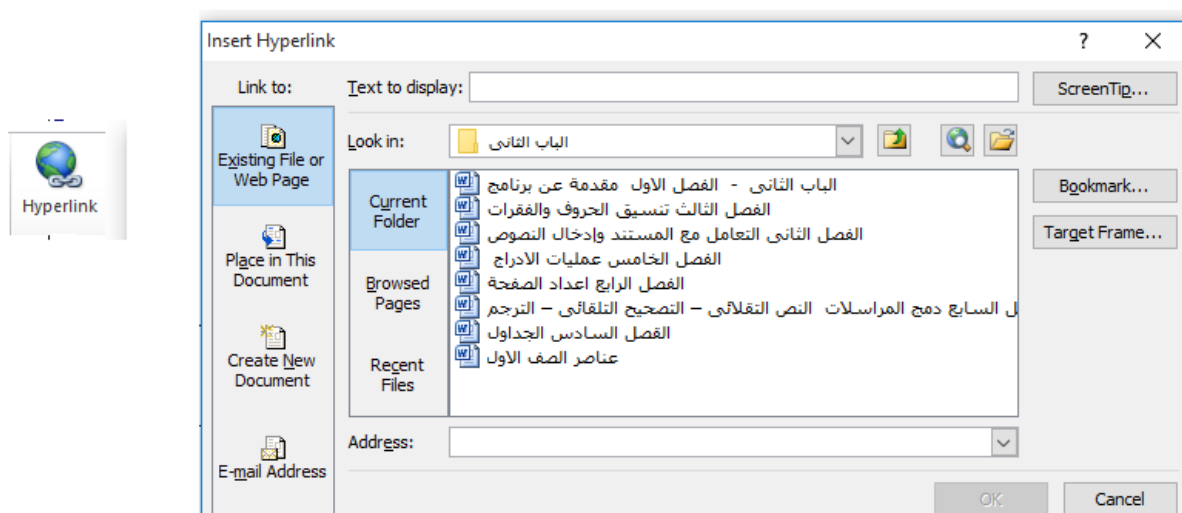 Hyperlink
Insert Hyperlink
Link to:
Text to display:
ScreenTip...
Existing File or
Web Page
Look in:
الباب الثانى
Current
Folder
الباب الثانى - الفصل الاول مقدمة عن برنامج
الفصل الثالث تنسيق الحروف والفقرات
الفصل الثانى التعامل مع المستند وإدخال النصوص
الفصل الخامس عمليات الادراج
الفصل الرابع اعداد الصفحة
ل السابع دمج المراسلات النص التقلائى – التصحيح التلقائى – الترجم
الفصل السادس الجداول
عناصر الصف الاول
Bookmark...
Target Frame...
Place in This
Document
Browsed
Pages
Create New
Document
Recent
Files
Address:
E-mail Address
OK
Cancel